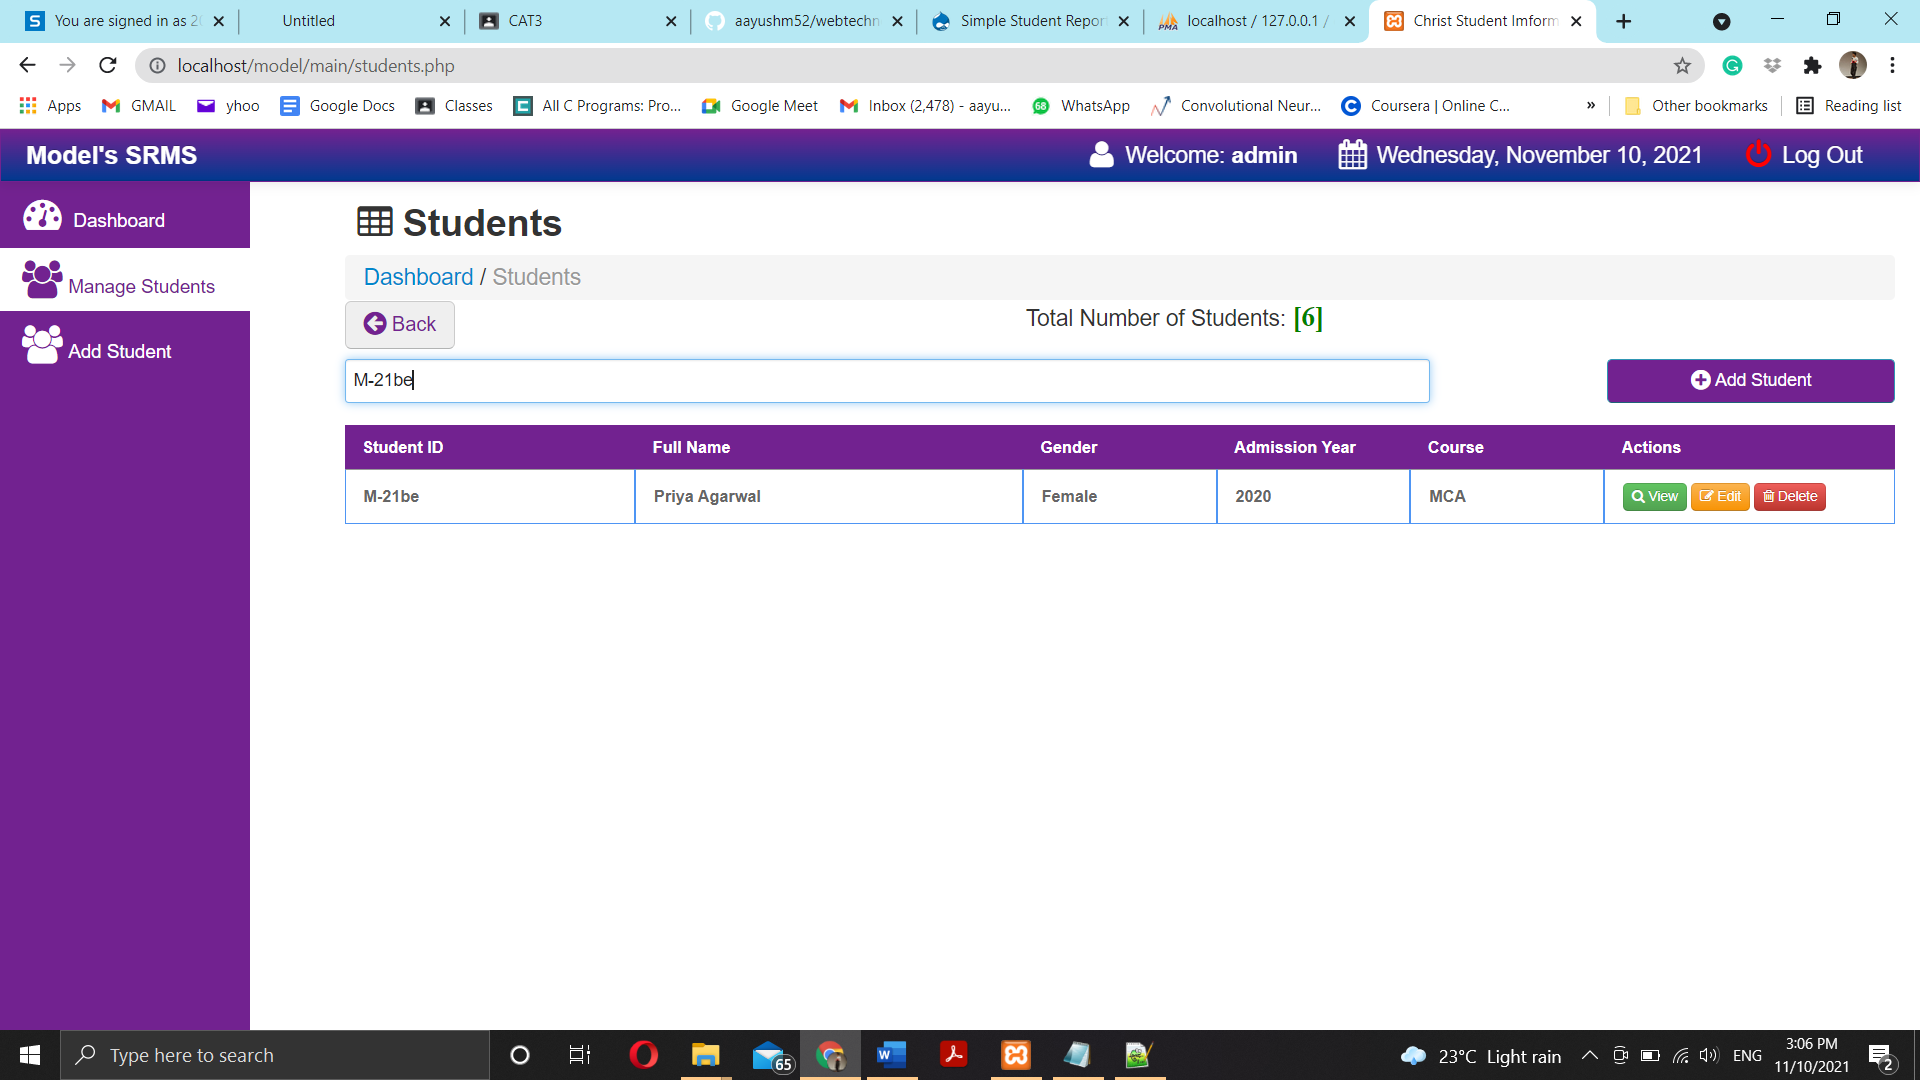 You are signed in as 20
Untitled
CAT3
aayushm52/webtechn
Simple Student Repor
localhost / 127.0.0.1 /
Christ Student Imform
localhost/model/main/students.php
Apps
GMAIL
yhoo
Google Docs
Classes
All C Programs: Pro...
Google Meet
Inbox (2,478) - aayu...
WhatsApp
Convolutional Neur...
Coursera | Online C...
»
Other bookmarks
Reading list
Model's SRMS
Welcome: admin
Wednesday, November 10, 2021
Log Out
Dashboard
Manage Students
Add Student
Students
Dashboard / Students
Back
Total Number of Students: [6]
M-21be
Add Student
Student ID Full Name Gender Admission Year Course Actions
M-21be Priya Agarwal Female 2020 MCA View Edit Delete
Type here to search
65
23°C Light rain
ENG
3:06 PM
11/10/2021
2